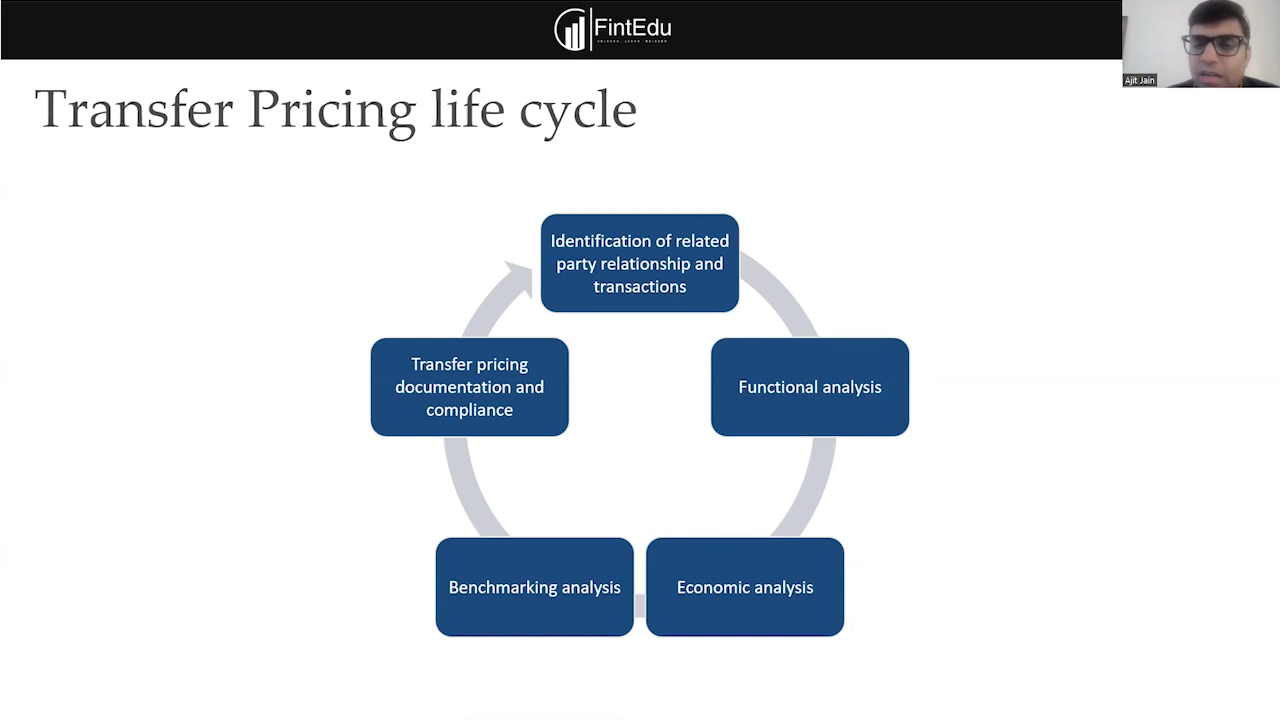 FintEdu
Ajit Jain
Transfer Pricing life cycle
Identification of related
party relationship and
transactions
Functional analysis
Economic analysis
Benchmarking analysis
Transfer pricing
documentation and
compliance